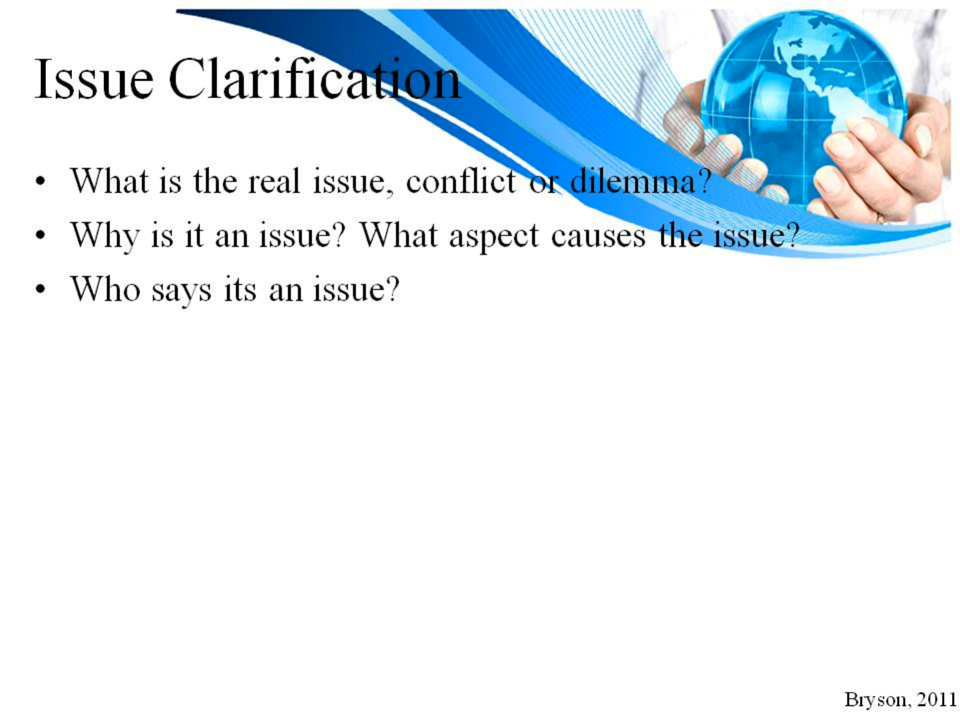 Issue Clarification
• What is the real issue, conflict or dilemma?
• Why is it an issue? What aspect causes the issue?
• Who says its an issue?
Bryson, 2011